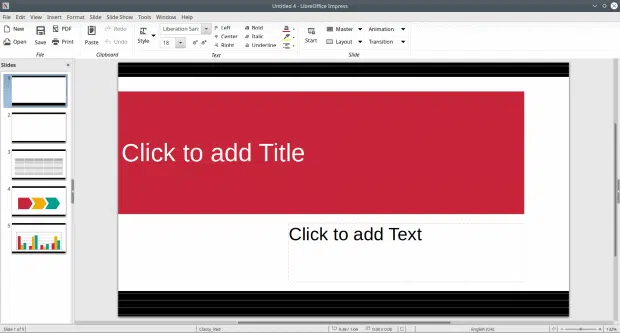 Untitled 4 - LibreOffice Impress
File Edit View Insert Format Slide Slide Show Tools Window Help
New PDF Undo Liberation San Left Bold Master Animation
Open Save Print Paste Redo Style 18 Center Italic Start Layout Transition
Right Underline
File Clipboard Text Slide
Slides
1
2
3
4
5
Click to add Title
Click to add Text
Slide 1 of 5 English (US) 132%